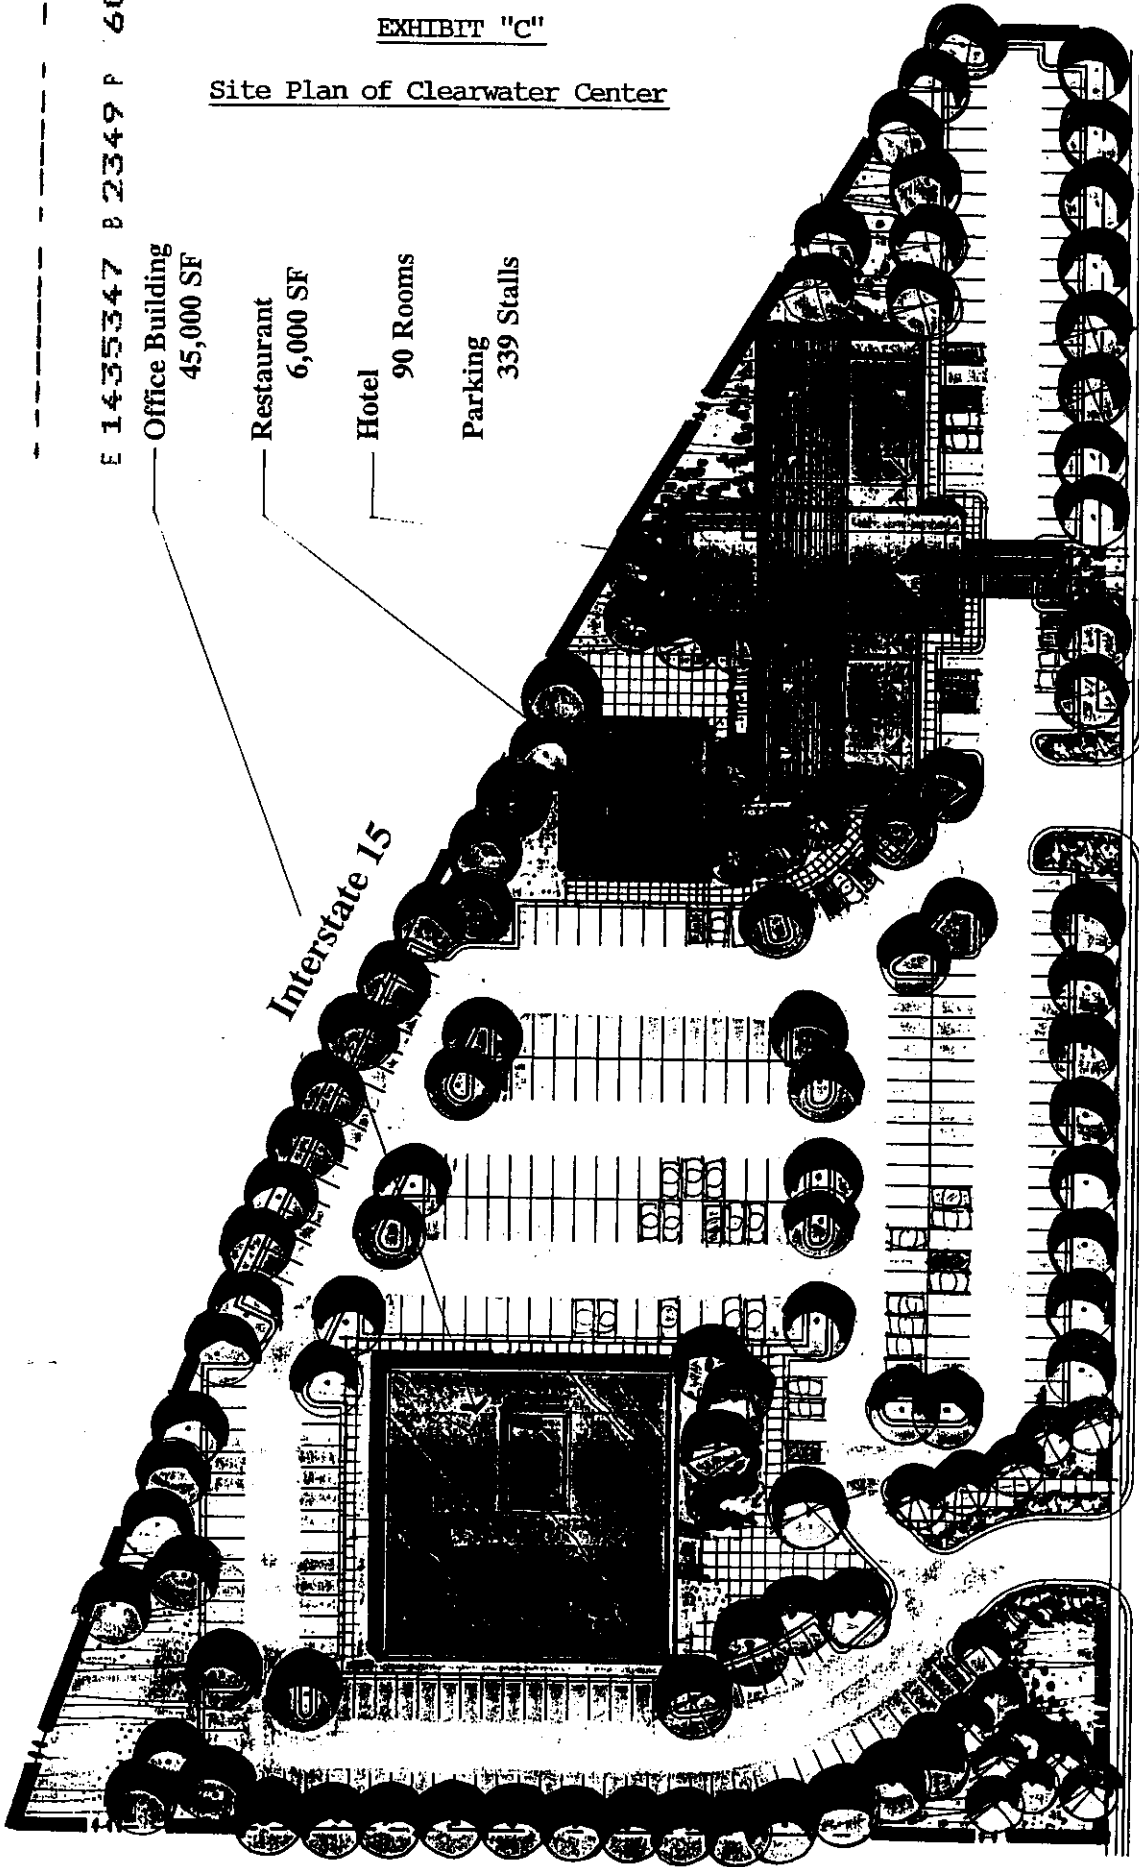 EXHIBIT "C"
Site Plan of Clearwater Center
E 1435347 B 2349 P
Office Building
45,000 SF
Restaurant
6,000 SF
Hotel
90 Rooms
Parking
339 Stalls
Interstate 15